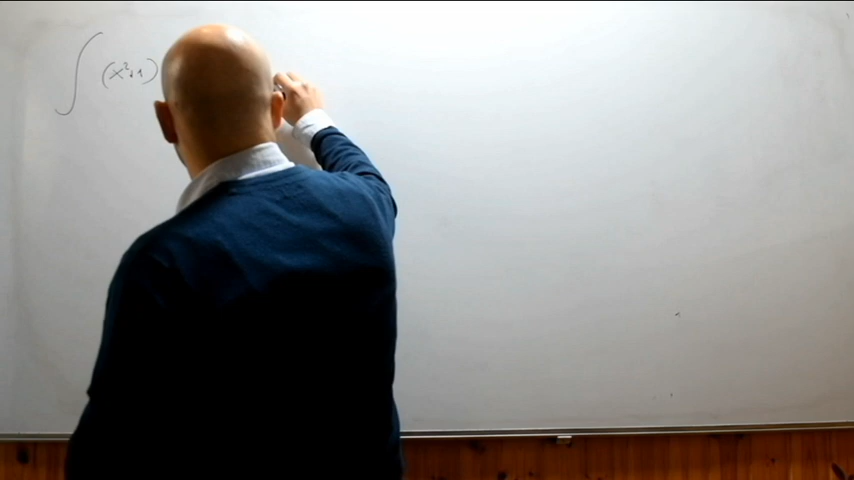 ∫ (x²+1)